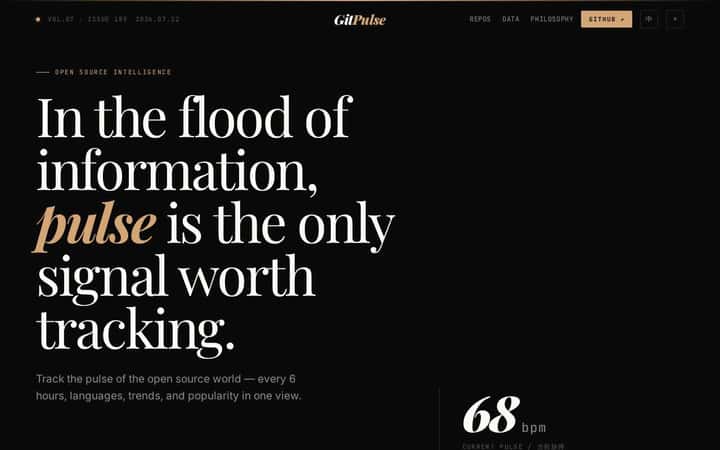 VOL.07 / ISSUE 193 2026.07.12
GitPulse
REPOS DATA PHILOSOPHY GITHUB ↗ 中
OPEN SOURCE INTELLIGENCE
In the flood of
information,
pulse is the only
signal worth
tracking.
Track the pulse of the open source world — every 6
hours, languages, trends, and popularity in one view.
68 bpm
CURRENT PULSE /